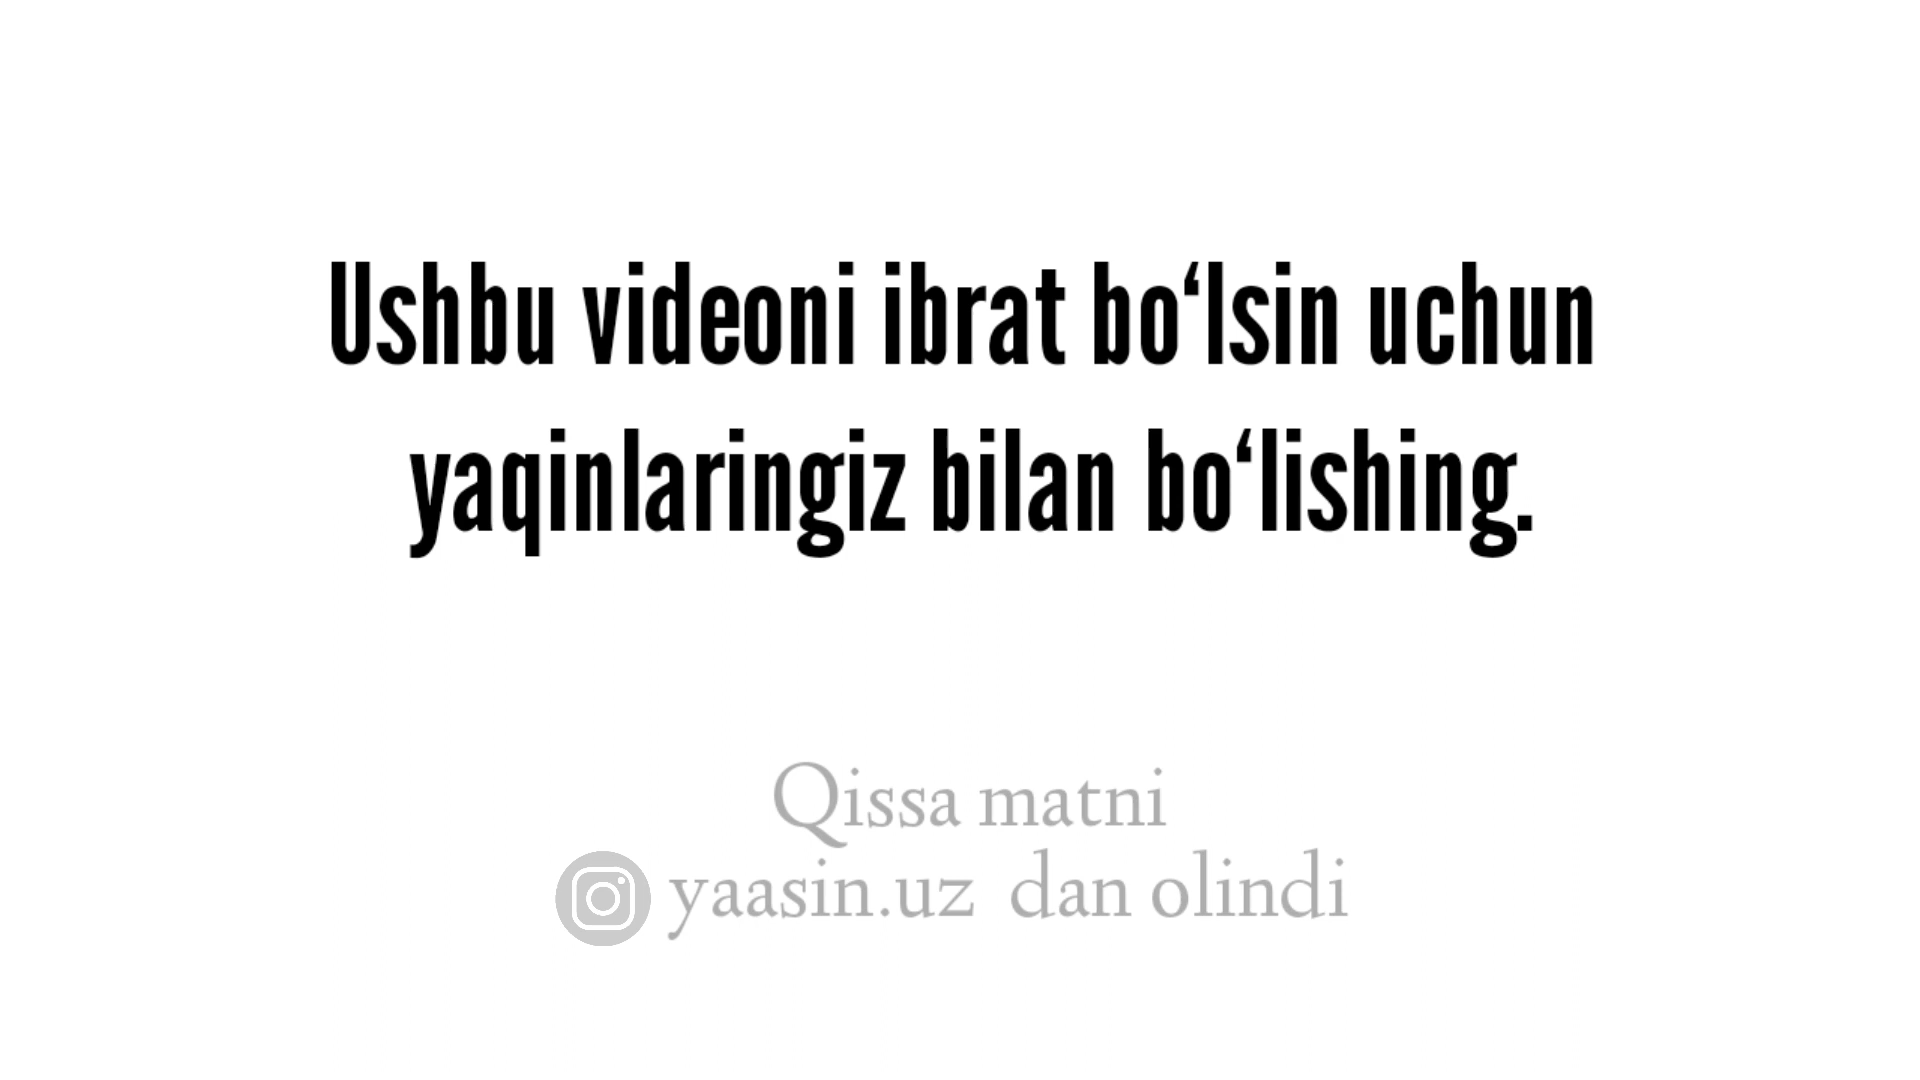 Ushbu videoni ibrat bo‘lsin uchun
yaqinlaringiz bilan bo‘lishing.
Qissa matni
yaasin.uz dan olindi